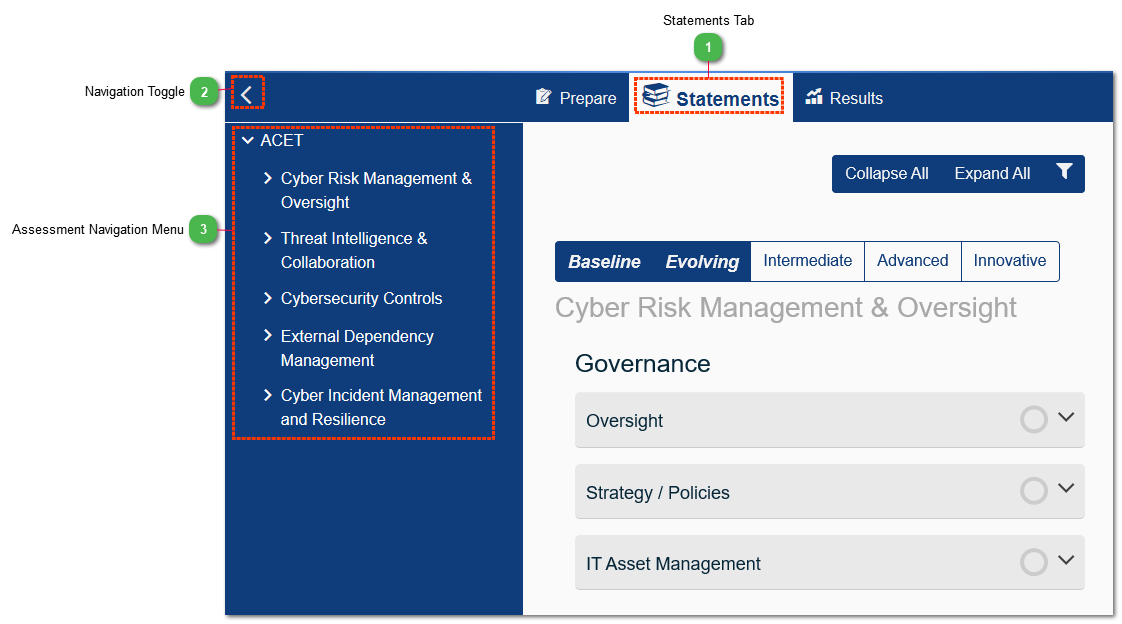 Statements Tab
1
Navigation Toggle 2
Prepare Statements Results
ACET
Cyber Risk Management &
Oversight
Threat Intelligence &
Collaboration
Cybersecurity Controls
External Dependency
Management
Cyber Incident Management
and Resilience
Assessment Navigation Menu 3
Collapse All Expand All
Baseline Evolving Intermediate Advanced Innovative
Cyber Risk Management & Oversight
Governance
Oversight
Strategy / Policies
IT Asset Management